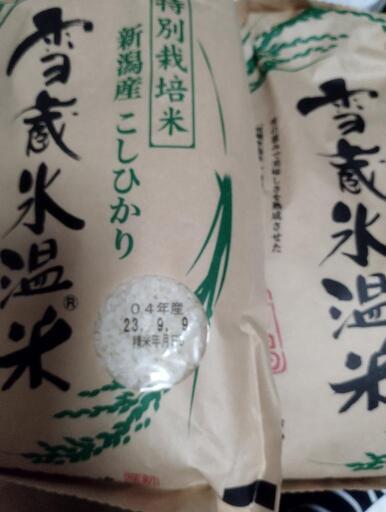 特別栽培米
新潟産 こしひかり
雪蔵氷温米®
04年産
23.9.9
精米年月日
雪蔵氷温米